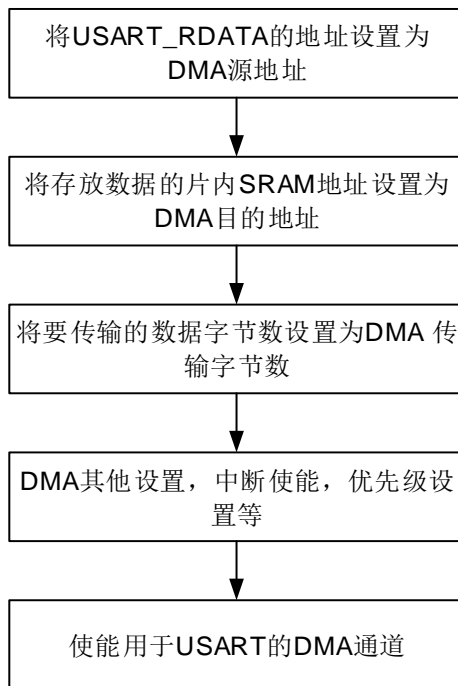 将USART_RDATA的地址设置为
DMA源地址
将存放数据的片内SRAM地址设置为
DMA目的地址
将要传输的数据字节数设置为DMA 传
输字节数
DMA其他设置，中断使能，优先级设
置等
使能用于USART的DMA通道